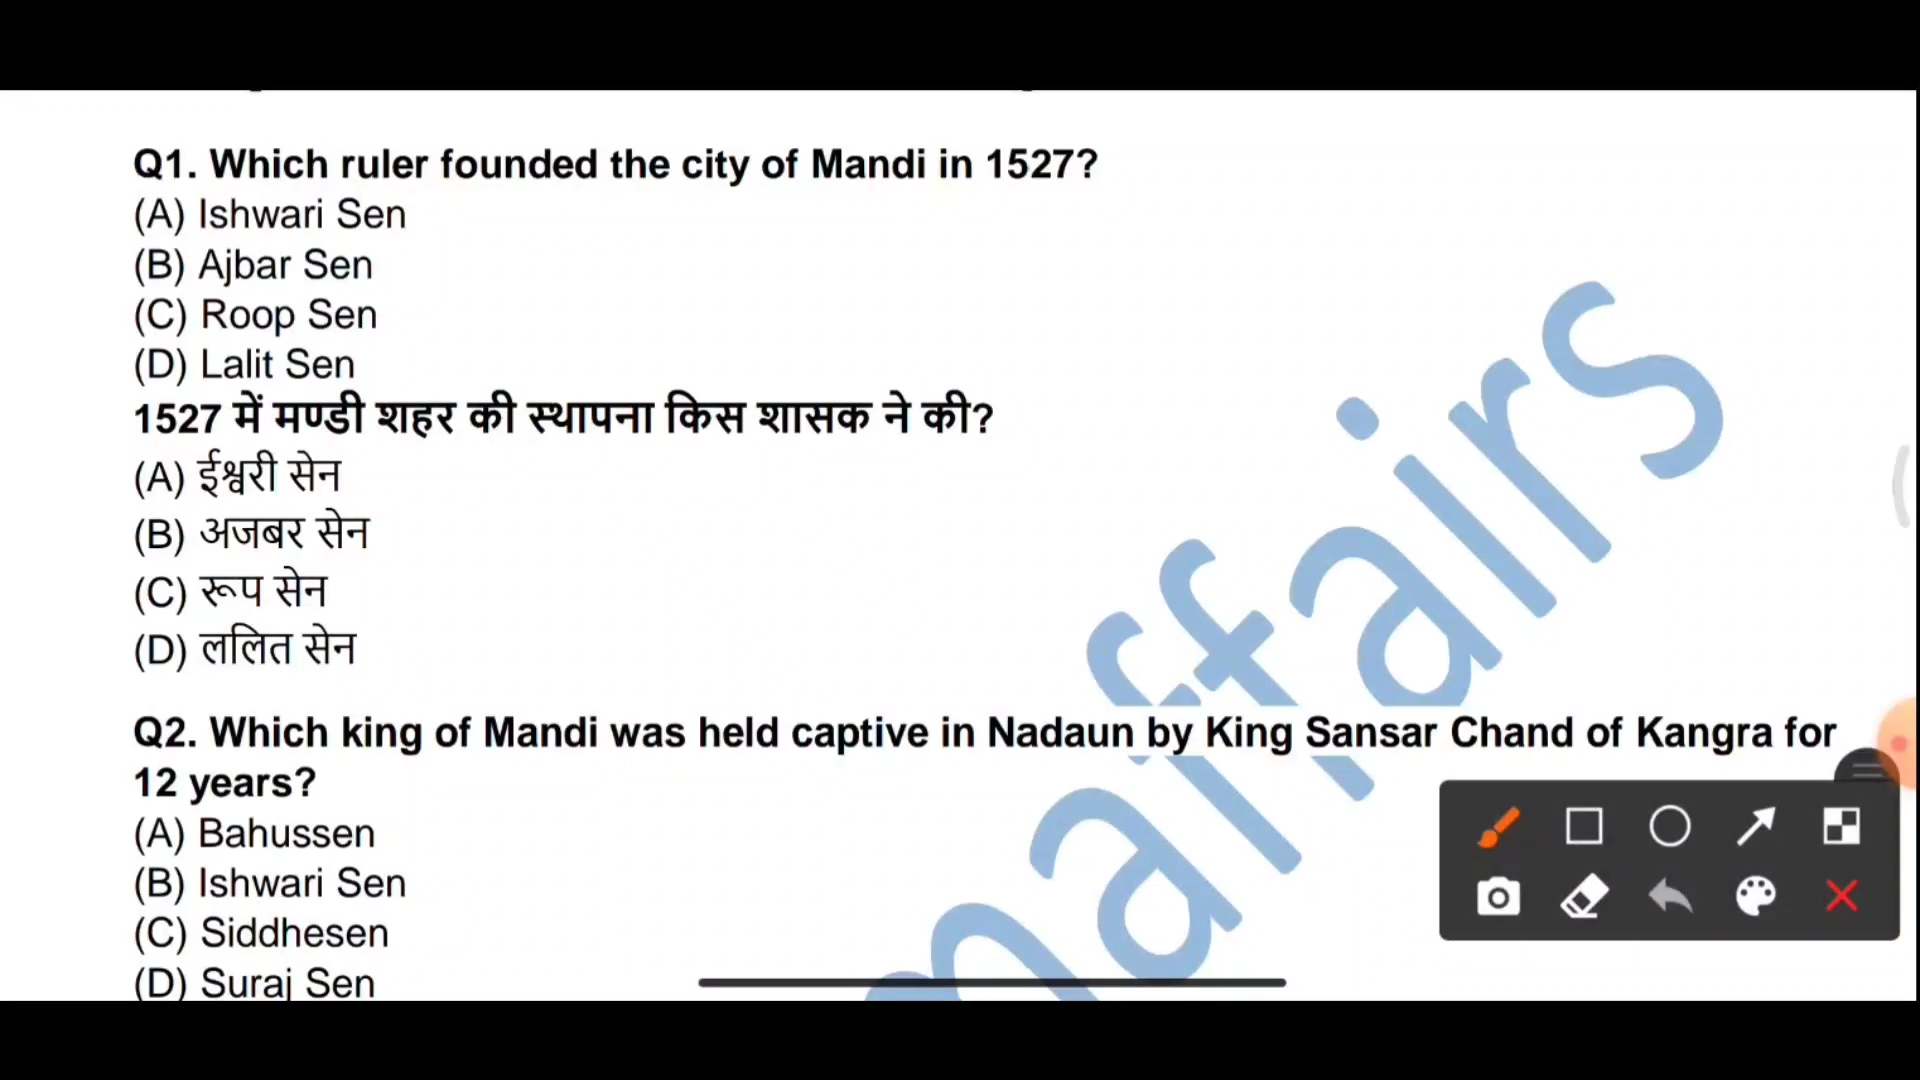 Q1. Which ruler founded the city of Mandi in 1527?
(A) Ishwari Sen
(B) Ajbar Sen
(C) Roop Sen
(D) Lalit Sen
1527 में मण्डी शहर की स्थापना किस शासक ने की?
(A) ईश्वरी सेन
(B) अजबर सेन
(C) रूप सेन
(D) ललित सेन
Q2. Which king of Mandi was held captive in Nadaun by King Sansar Chand of Kangra for
12 years?
(A) Bahussen
(B) Ishwari Sen
(C) Siddhesen
(D) Suraj Sen
affairs